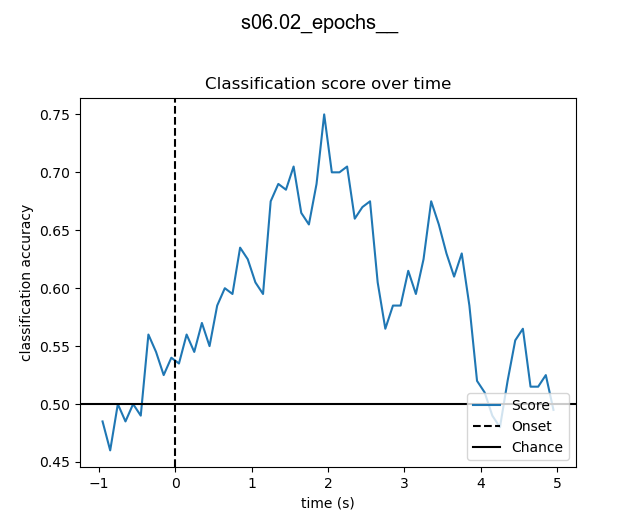 s06.02_epochs__
Classification score over time
classification accuracy
0.75
0.70
0.65
0.60
0.55
0.50
0.45
−1
0
1
2
3
4
5
time (s)
Score
Onset
Chance